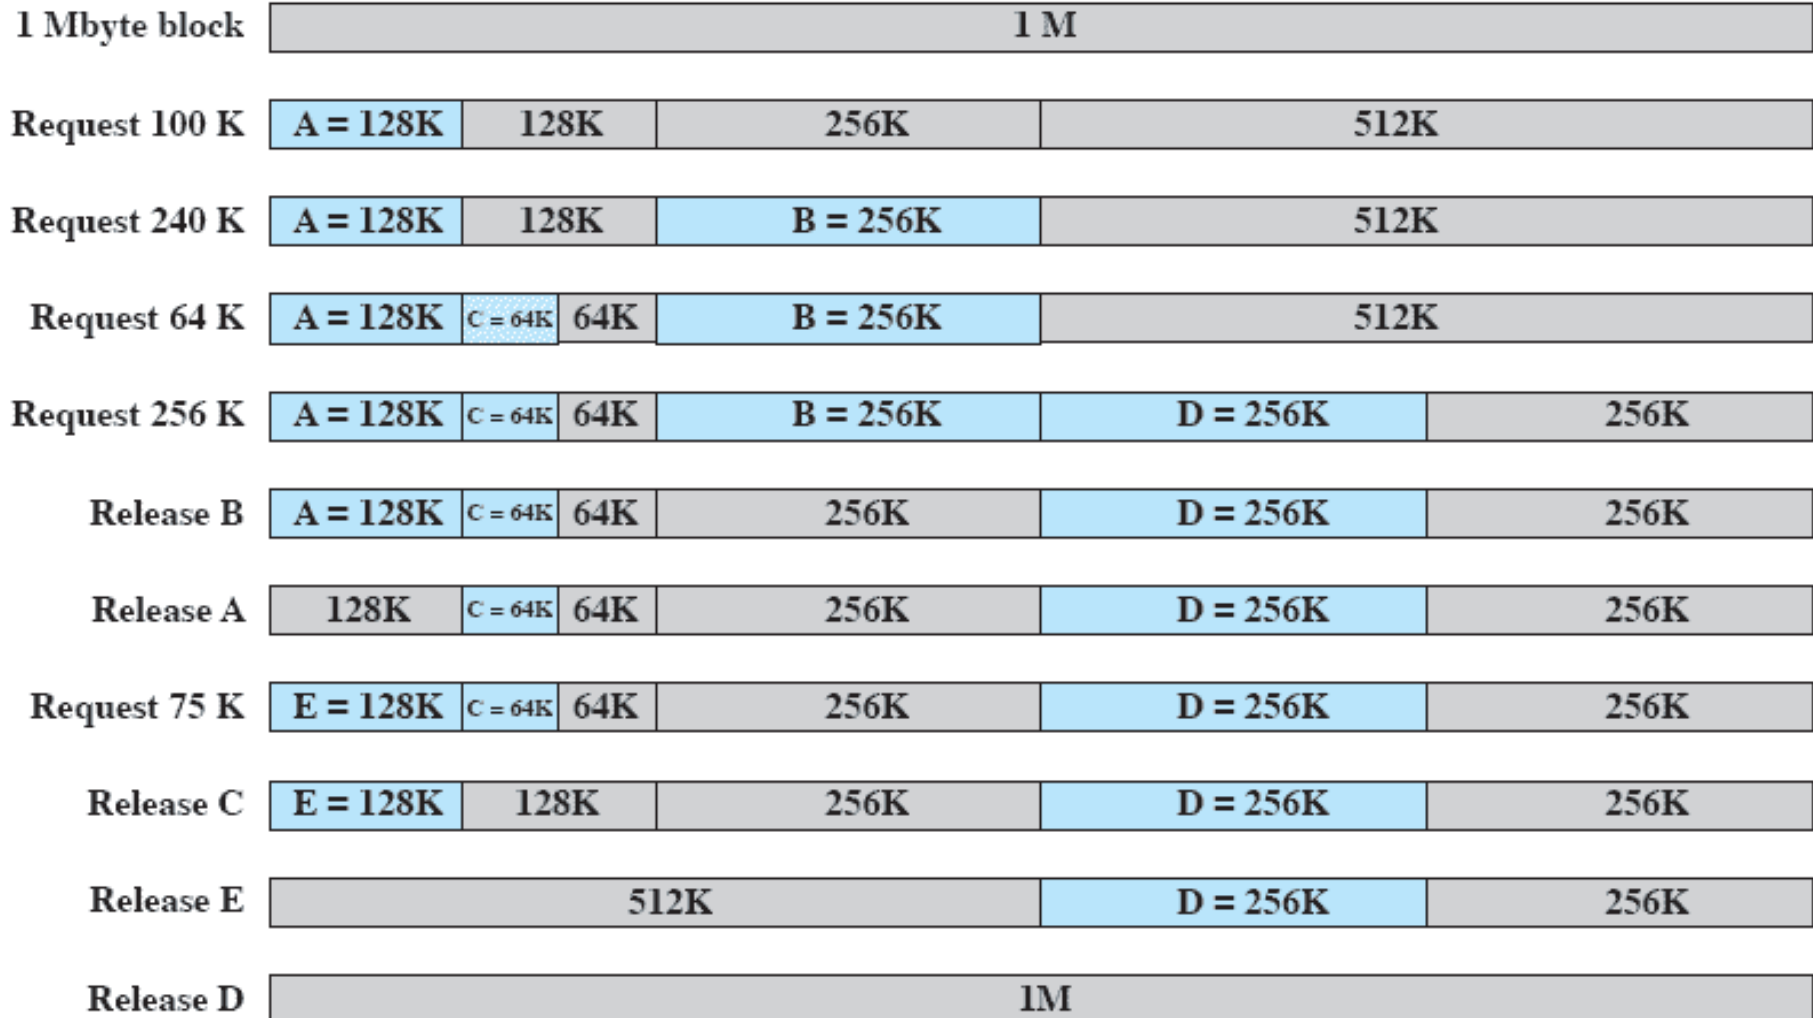 1 Mbyte block 1 M
Request 100 K A = 128K 128K 256K 512K
Request 240 K A = 128K 128K B = 256K 512K
Request 64 K A = 128K C = 64K 64K B = 256K 512K
Request 256 K A = 128K C = 64K 64K B = 256K D = 256K 256K
Release B A = 128K C = 64K 64K 256K D = 256K 256K
Release A 128K C = 64K 64K 256K D = 256K 256K
Request 75 K E = 128K C = 64K 64K 256K D = 256K 256K
Release C E = 128K 128K 256K D = 256K 256K
Release E 512K D = 256K 256K
Release D 1M